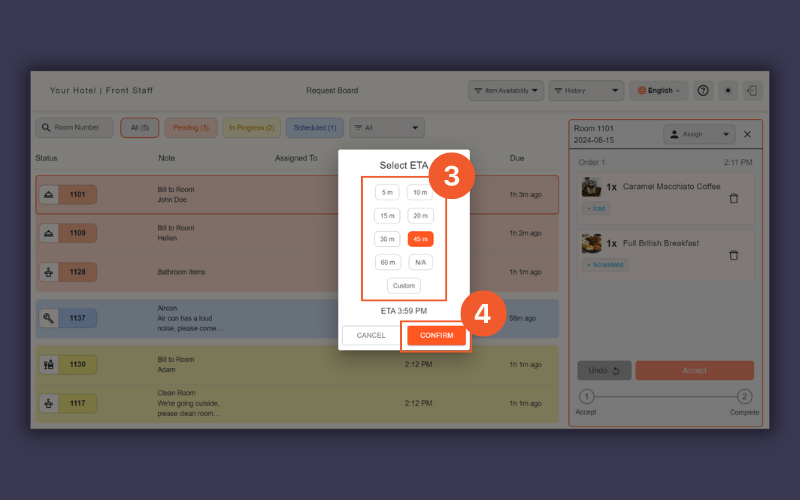 Your Hotel | Front Staff
Request Board
Item Availability
History
English
Room Number
All (5)
Pending (3)
In Progress (2)
Scheduled (1)
All
Status
Note
Assigned To
Due
1101
Bill to Room
John Doe
1h 3m ago
1109
Bill to Room
Hellen
1h 2m ago
1128
Bathroom items
1h 1m ago
1137
Aircon
Air con has a loud
noise, please come...
58m ago
1130
Bill to Room
Adam
2:12 PM
1h 1m ago
1117
Clean Room
We're going outside,
please clean room...
2:12 PM
1h 1m ago
Select ETA
3
5 m
10 m
15 m
20 m
30 m
45 m
60 m
N/A
Custom
ETA 3:59 PM
4
CANCEL
CONFIRM
Room 1101
2024-08-15
Assign
Order 1
2:11 PM
1x Caramel Macchiato Coffee
+ Iced
1x Full British Breakfast
+ Scrambled
Undo
Accept
1
2
Accept
Complete